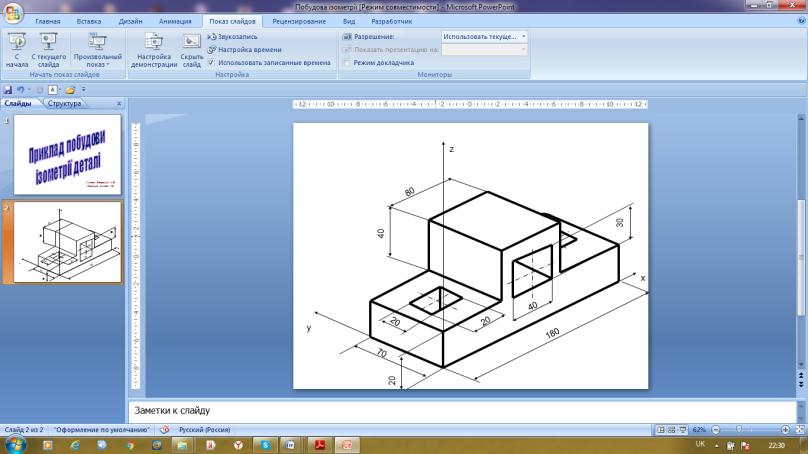 Побудова ізометрії [Режим совместимости] - Microsoft PowerPoint
Главная Вставка Дизайн Анимация Показ слайдов Рецензирование Вид Разработчик
С начала
С текущего слайда
Произвольный показ
Начать показ слайдов
Настройка демонстрации
Скрыть слайд
Звукозапись
Настройка времени
Использовать записанные времена
Настройка
Разрешение: Использовать текуще...
Показать презентацию на:
Режим докладчика
Мониторы
Слайды Структура
1
Приклад побудови
ізометрії деталі
2
z
80
40
30
x
40
y
20
20
180
70
20
Заметки к слайду
Слайд 2 из 2 "Оформление по умолчанию" Русский (Россия) 62%
UK 22:30